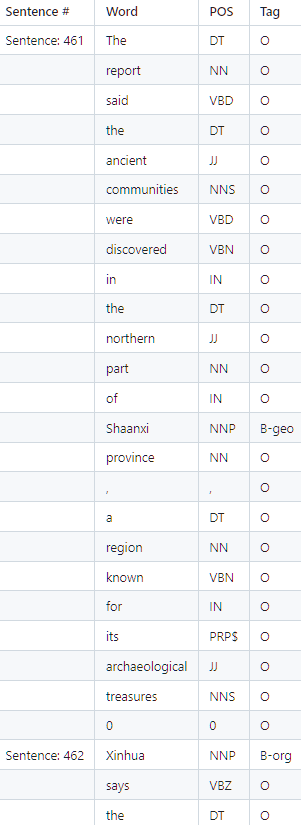 Sentence # Word POS Tag
Sentence: 461 The DT O
report NN O
said VBD O
the DT O
ancient JJ O
communities NNS O
were VBD O
discovered VBN O
in IN O
the DT O
northern JJ O
part NN O
of IN O
Shaanxi NNP B-geo
province NN O
, , O
a DT O
region NN O
known VBN O
for IN O
its PRP$ O
archaeological JJ O
treasures NNS O
0 0 O
Sentence: 462 Xinhua NNP B-org
says VBZ O
the DT O